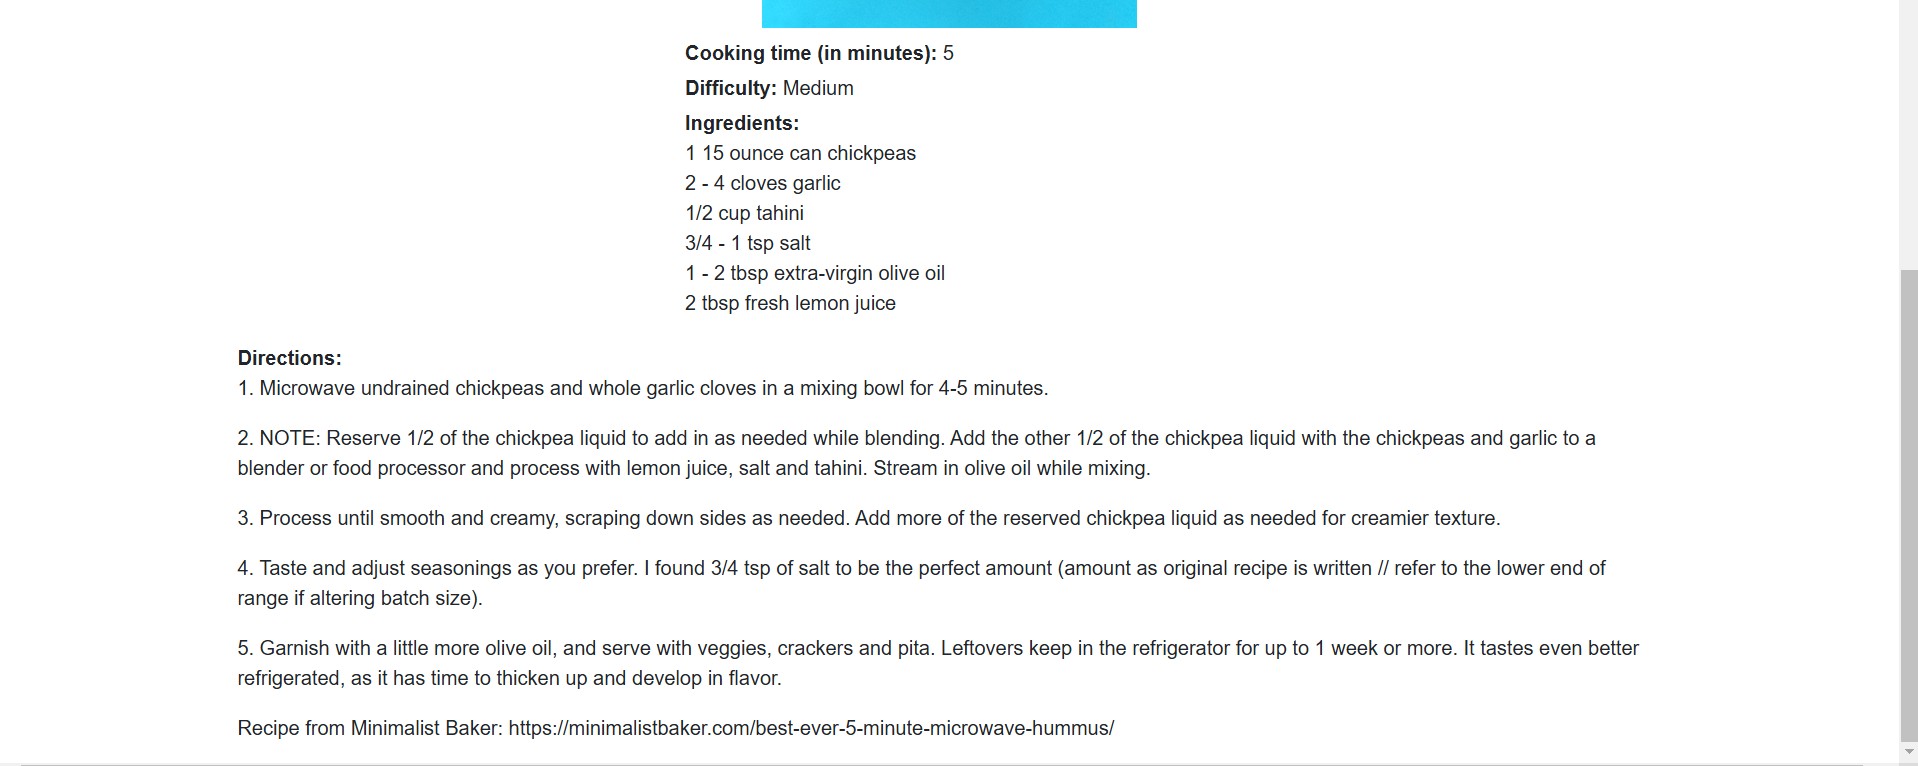 Cooking time (in minutes): 5
Difficulty: Medium
Ingredients:
1 15 ounce can chickpeas
2 - 4 cloves garlic
1/2 cup tahini
3/4 - 1 tsp salt
1 - 2 tbsp extra-virgin olive oil
2 tbsp fresh lemon juice
Directions:
1. Microwave undrained chickpeas and whole garlic cloves in a mixing bowl for 4-5 minutes.
2. NOTE: Reserve 1/2 of the chickpea liquid to add in as needed while blending. Add the other 1/2 of the chickpea liquid with the chickpeas and garlic to a
blender or food processor and process with lemon juice, salt and tahini. Stream in olive oil while mixing.
3. Process until smooth and creamy, scraping down sides as needed. Add more of the reserved chickpea liquid as needed for creamier texture.
4. Taste and adjust seasonings as you prefer. I found 3/4 tsp of salt to be the perfect amount (amount as original recipe is written // refer to the lower end of
range if altering batch size).
5. Garnish with a little more olive oil, and serve with veggies, crackers and pita. Leftovers keep in the refrigerator for up to 1 week or more. It tastes even better
refrigerated, as it has time to thicken up and develop in flavor.
Recipe from Minimalist Baker: https://minimalistbaker.com/best-ever-5-minute-microwave-hummus/